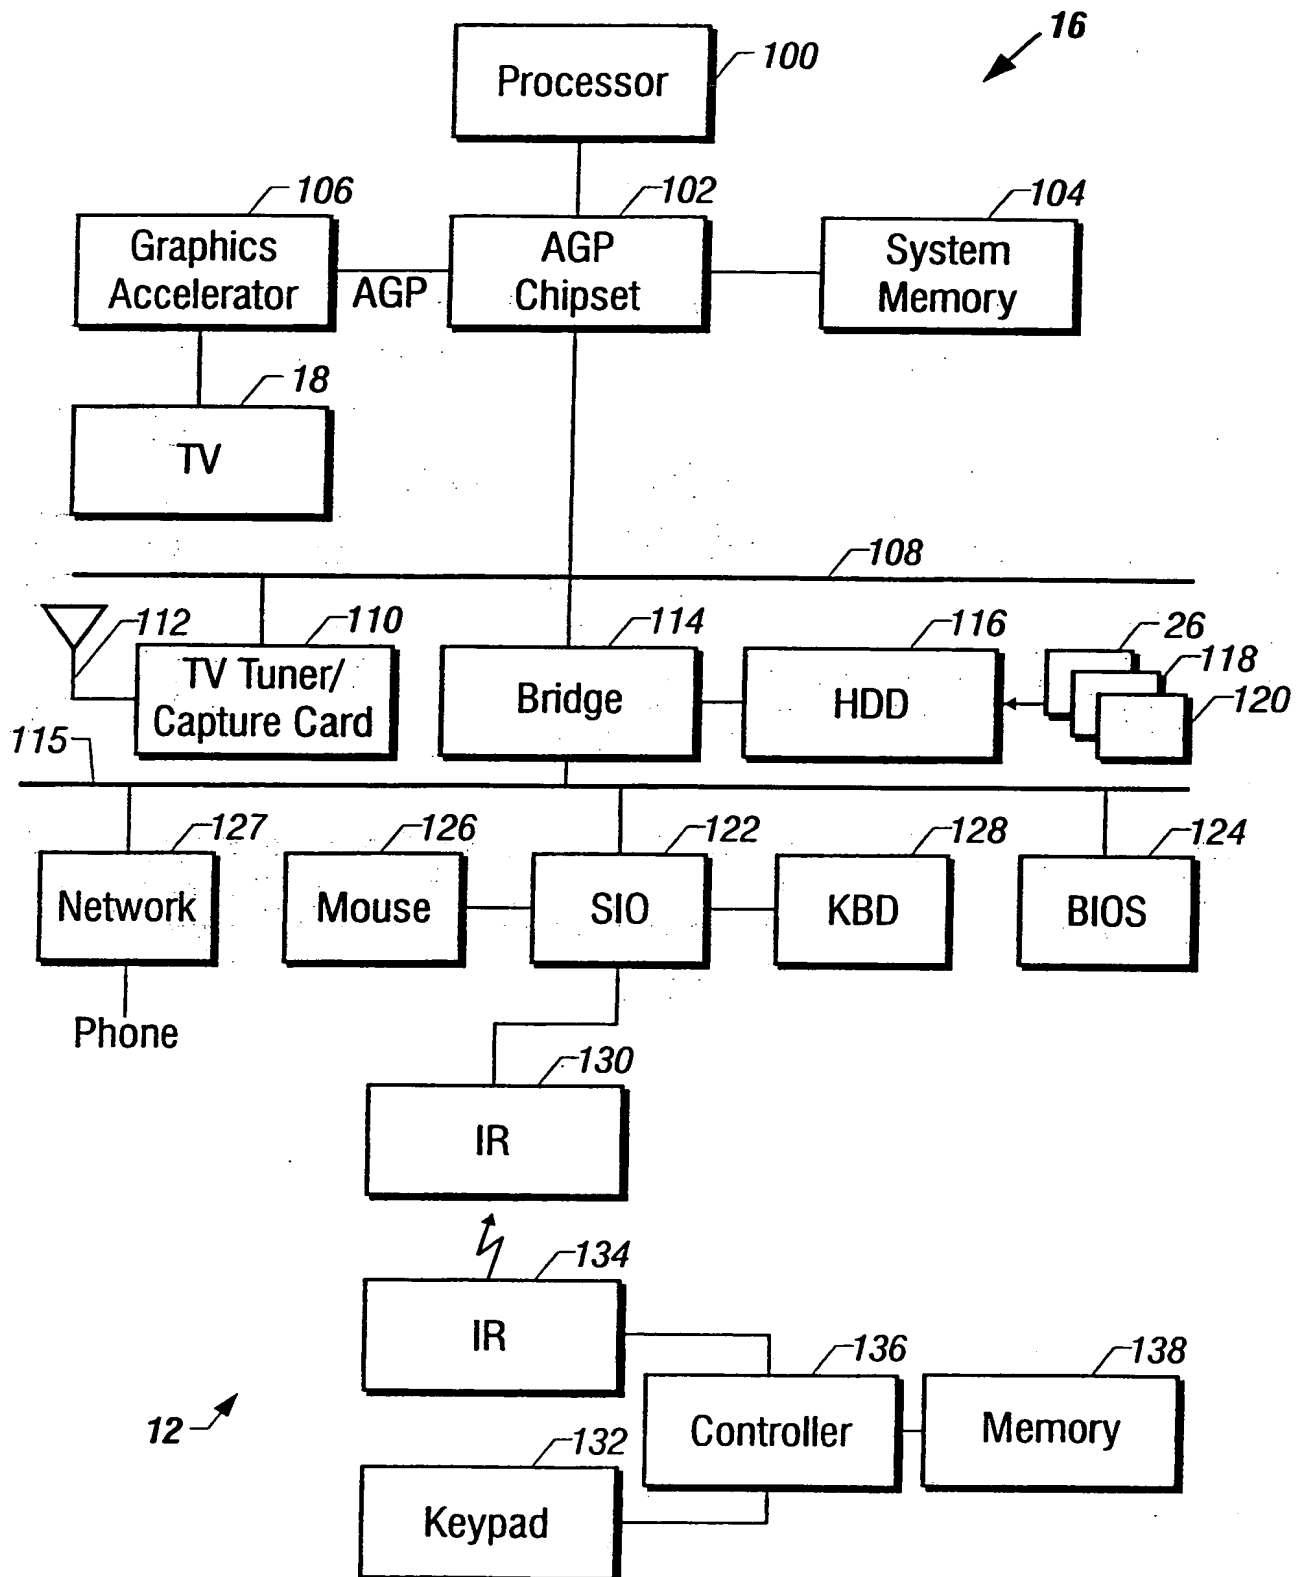 16
100
Processor
106
102
104
Graphics
Accelerator
AGP
AGP
Chipset
System
Memory
18
TV
108
112
110
TV Tuner/
Capture Card
114
Bridge
116
HDD
26
118
120
115
127
Network
126
Mouse
122
SIO
128
KBD
124
BIOS
Phone
130
IR
134
IR
136
Controller
138
Memory
12
132
Keypad